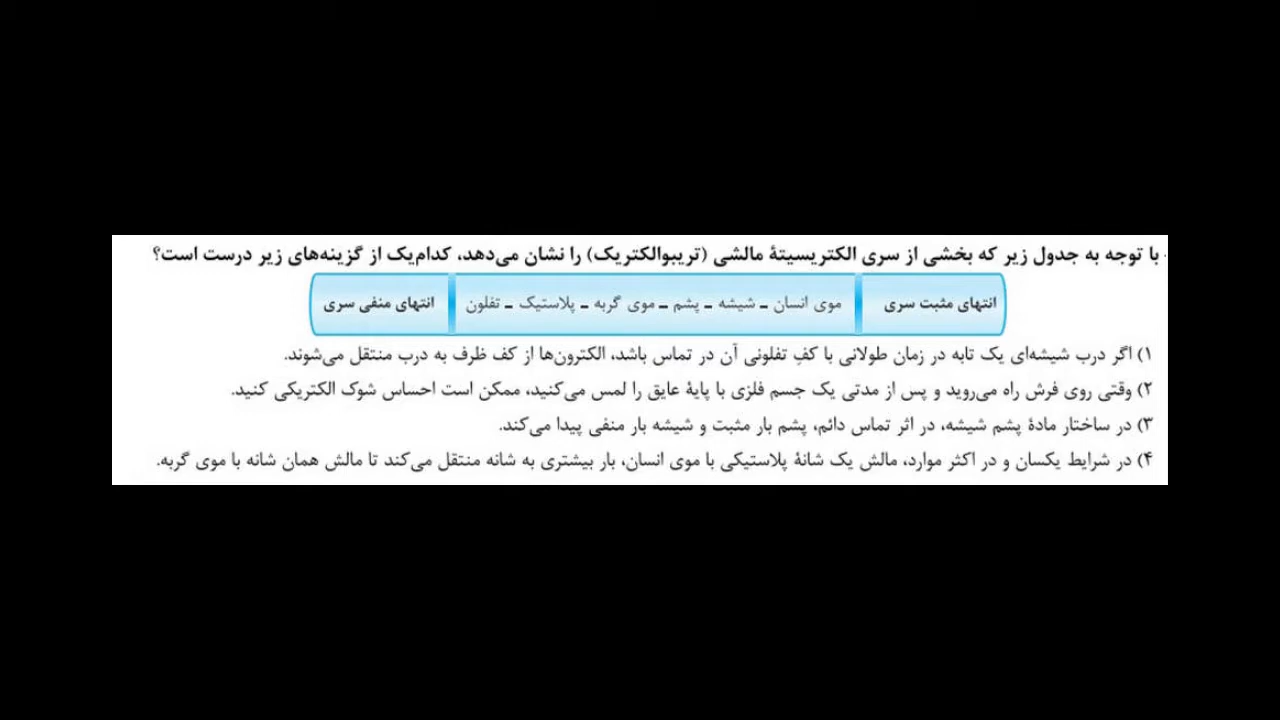 با توجه به جدول زیر که بخشی از سری الکتریسیتهٔ مالشی (تریبوالکتریک) را نشان می‌دهد، کدام‌یک از گزینه‌های زیر درست است؟
انتهای مثبت سری موی انسان ـ شیشه ـ پشم ـ موی گربه ـ پلاستیک ـ تفلون انتهای منفی سری
۱) اگر درب شیشه‌ای یک تابه در زمان طولانی با کفِ تفلونی آن در تماس باشد، الکترون‌ها از کف ظرف به درب منتقل می‌شوند.
۲) وقتی روی فرش راه می‌روید و پس از مدتی یک جسم فلزی با پایهٔ عایق را لمس می‌کنید، ممکن است احساس شوک الکتریکی کنید.
۳) در ساختار مادهٔ پشم شیشه، در اثر تماس دائم، پشم بار مثبت و شیشه بار منفی پیدا می‌کند.
۴) در شرایط یکسان و در اکثر موارد، مالش یک شانهٔ پلاستیکی با موی انسان، بار بیشتری به شانه منتقل می‌کند تا مالش همان شانه با موی گربه.